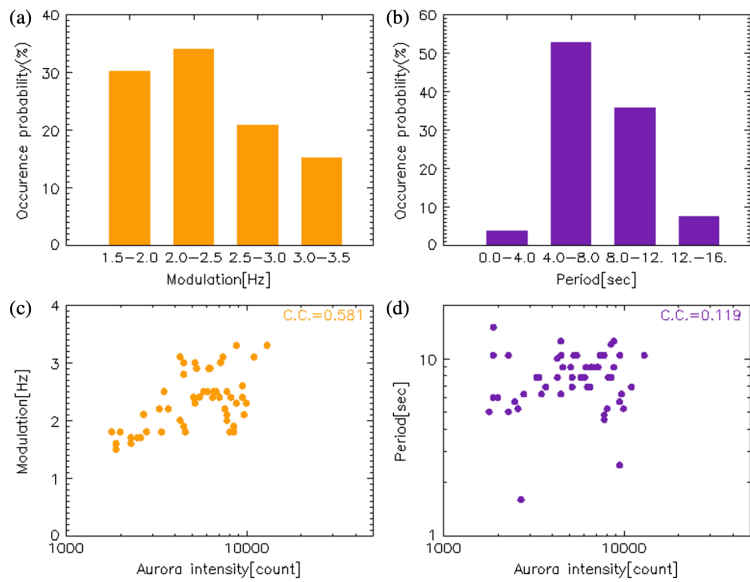 (a)
40
30
20
10
0
Occurence probability(%)
1.5−2.0 2.0−2.5 2.5−3.0 3.0−3.5
Modulation[Hz]
(b)
60
50
40
30
20
10
0
Occurence probability(%)
0.0−4.0 4.0−8.0 8.0−12. 12.−16.
Period[sec]
(c)
C.C.=0.581
4
3
2
1
0
Modulation[Hz]
1000 10000
Aurora intensity[count]
(d)
C.C.=0.119
10
1
Period[sec]
1000 10000
Aurora intensity[count]